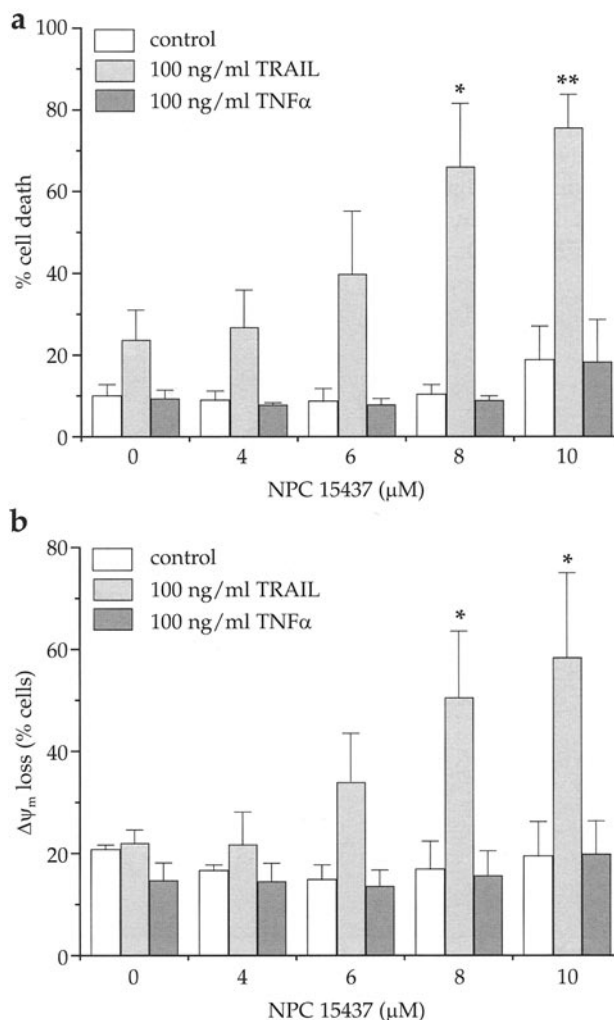 a
control
100 ng/ml TRAIL
100 ng/ml TNFα
100
80
60
40
20
0
% cell death
*
**
0 4 6 8 10
NPC 15437 (μM)
b
control
100 ng/ml TRAIL
100 ng/ml TNFα
80
60
40
20
0
Δψm loss (% cells)
*
*
0 4 6 8 10
NPC 15437 (μM)